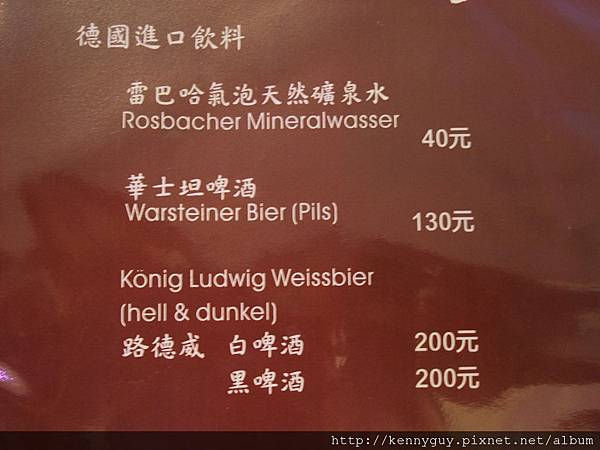 德國進口飲料
雷巴哈氣泡天然礦泉水
Rosbacher Mineralwasser 40元
華士坦啤酒
Warsteiner Bier (Pils) 130元
König Ludwig Weissbier
(hell & dunkel)
路德威 白啤酒 200元
黑啤酒 200元
http://kennyguy.pixnet.net/album